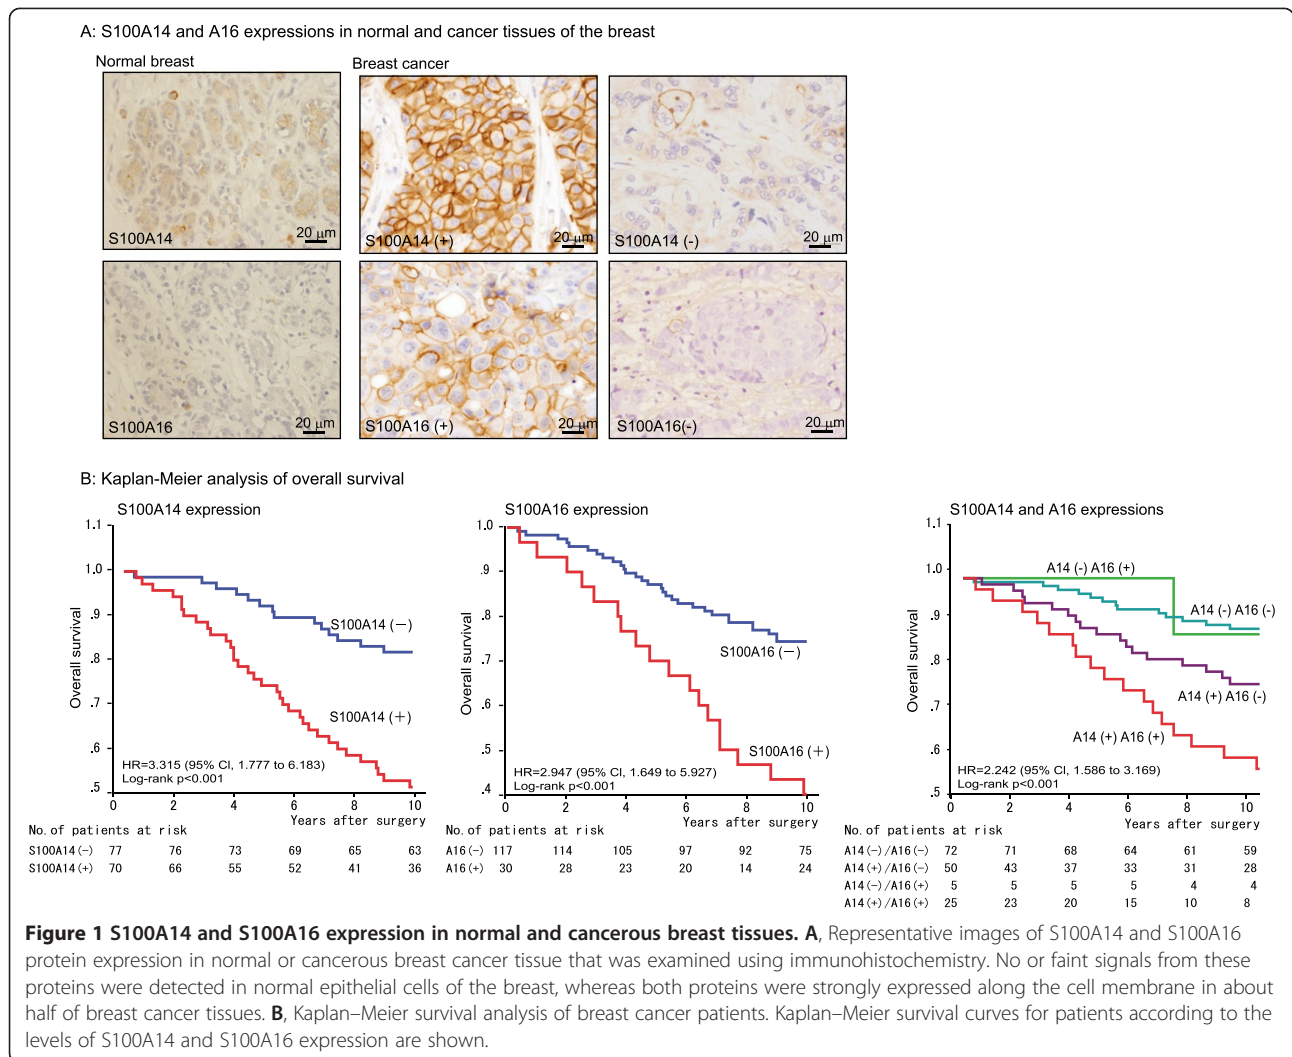 A: S100A14 and A16 expressions in normal and cancer tissues of the breast
Normal breast
Breast cancer
S100A14
20 μm
S100A14 (+)
20 μm
S100A14 (-)
20 μm
S100A16
20 μm
S100A16 (+)
20 μm
S100A16(-)
20 μm
B: Kaplan-Meier analysis of overall survival
S100A14 expression
1.1
1.0
.9
.8
.7
.6
.5
Overall survival
S100A14 (−)
S100A14 (+)
HR=3.315 (95% CI, 1.777 to 6.183)
Log-rank p<0.001
0 2 4 6 8 10
Years after surgery
No. of patients at risk
S100A14(-) 77 76 73 69 65 63
S100A14(+) 70 66 55 52 41 36
S100A16 expression
1.0
.9
.8
.7
.6
.5
.4
Overall survival
S100A16 (−)
S100A16 (+)
HR=2.947 (95% CI, 1.649 to 5.927)
Log-rank p<0.001
0 2 4 6 8 10
Years after surgery
No. of patients at risk
A16(-) 117 114 105 97 92 75
A16(+) 30 28 23 20 14 24
S100A14 and A16 expressions
1.1
1.0
.9
.8
.7
.6
.5
Overall survival
A14 (-) A16 (+)
A14 (-) A16 (-)
A14 (+) A16 (-)
A14 (+) A16 (+)
HR=2.242 (95% CI, 1.586 to 3.169)
Log-rank p<0.001
0 2 4 6 8 10
Years after surgery
No. of patients at risk
A14(-)/A16(-) 72 71 68 64 61 59
A14(+)/A16(-) 50 43 37 33 31 28
A14(-)/A16(+) 5 5 5 5 4 4
A14(+)/A16(+) 25 23 20 15 10 8
Figure 1 S100A14 and S100A16 expression in normal and cancerous breast tissues. A, Representative images of S100A14 and S100A16
protein expression in normal or cancerous breast cancer tissue that was examined using immunohistochemistry. No or faint signals from these
proteins were detected in normal epithelial cells of the breast, whereas both proteins were strongly expressed along the cell membrane in about
half of breast cancer tissues. B, Kaplan–Meier survival analysis of breast cancer patients. Kaplan–Meier survival curves for patients according to the
levels of S100A14 and S100A16 expression are shown.